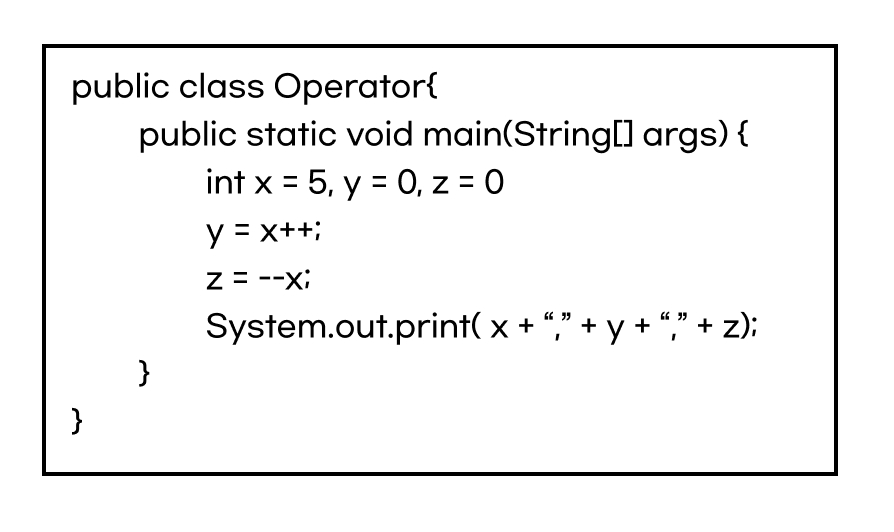 public class Operator{
public static void main(String[] args) {
int x = 5, y = 0, z = 0
y = x++;
z = --x;
System.out.print( x + “,” + y + “,” + z);
}
}